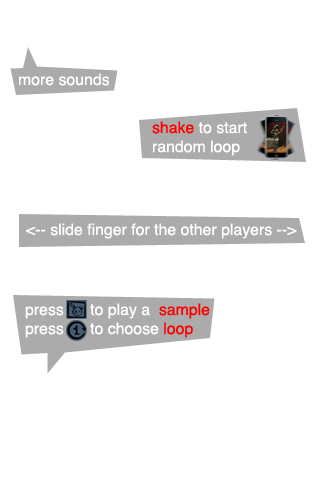 more sounds
shake to start
random loop
<-- slide finger for the other players -->
press to play a sample
press 1 to choose loop